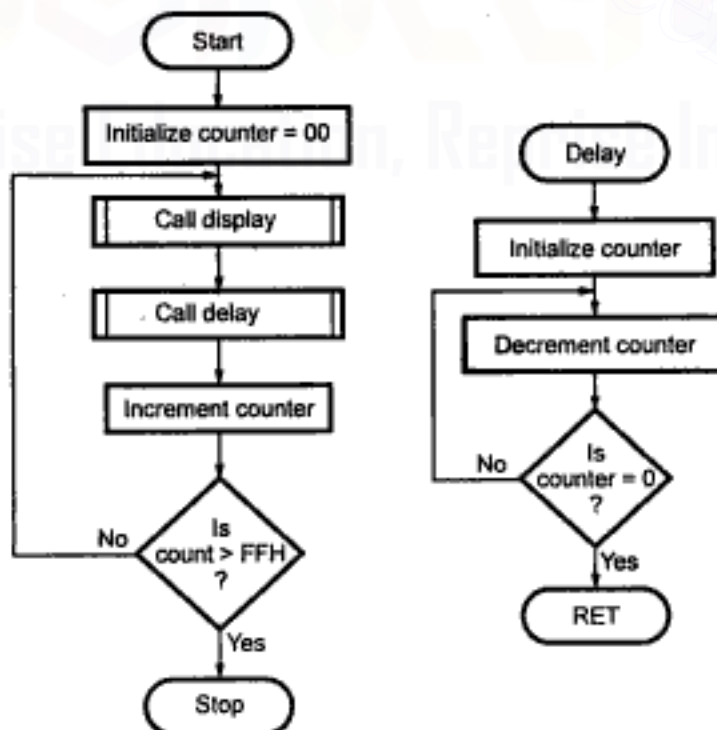 Start
Initialize counter = 00
Call display
Call delay
Increment counter
No
Is
count > FFH
?
Yes
Stop
Delay
Initialize counter
Decrement counter
No
Is
counter = 0
?
Yes
RET